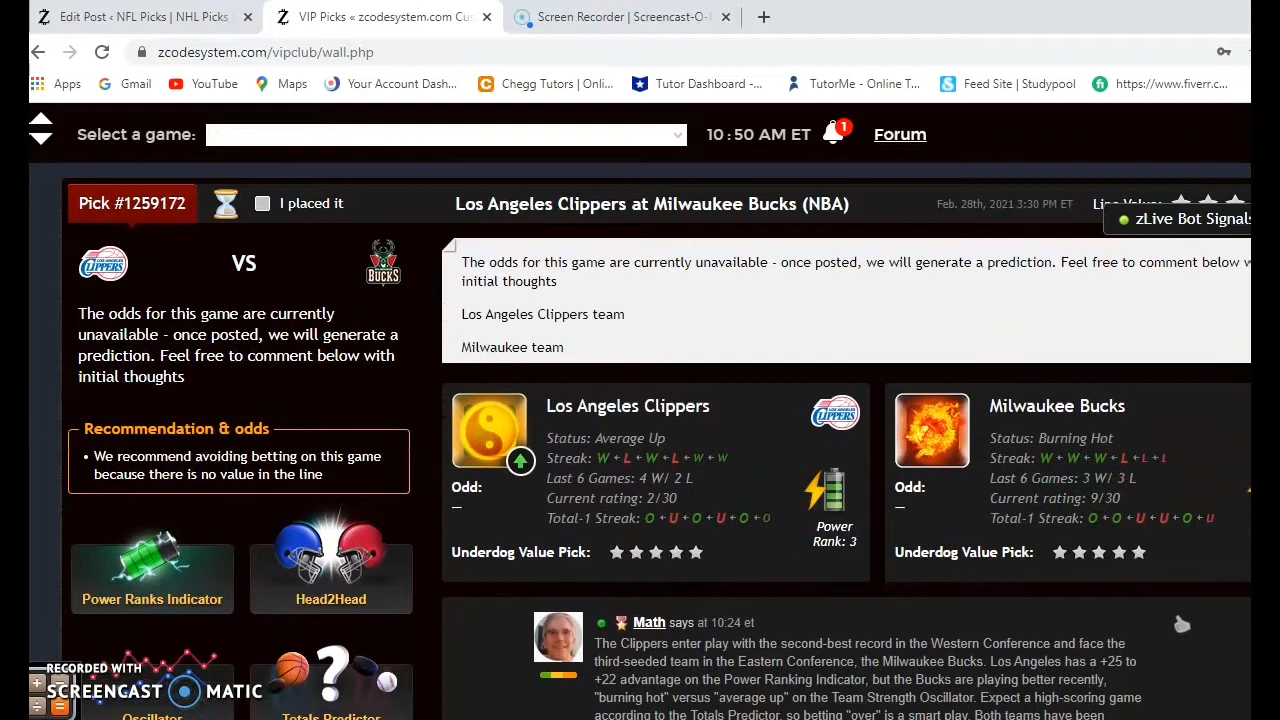 Edit Post ‹ NFL Picks | NHL Picks
VIP Picks « zcodesystem.com Cus
Screen Recorder | Screencast-O-
zcodesystem.com/vipclub/wall.php
Apps
Gmail
YouTube
Maps
Your Account Dash...
Chegg Tutors | Onli...
Tutor Dashboard -...
TutorMe - Online T...
Feed Site | Studypool
https://www.fiverr.c...
Select a game:
10:50 AM ET
1
Forum
Pick #1259172
I placed it
Los Angeles Clippers at Milwaukee Bucks (NBA)
Feb. 28th, 2021 3:30 PM ET
zLive Bot Signals
CLIPPERS
VS
BUCKS
The odds for this game are currently
unavailable - once posted, we will generate a
prediction. Feel free to comment below with
initial thoughts
The odds for this game are currently unavailable - once posted, we will generate a prediction. Feel free to comment below w
initial thoughts
Los Angeles Clippers team
Milwaukee team
Recommendation & odds
• We recommend avoiding betting on this game
because there is no value in the line
Los Angeles Clippers
Status: Average Up
Streak: W ← L ← W ← L ← W ← W
Last 6 Games: 4 W/ 2 L
Current rating: 2/30
Total-1 Streak: O ← U ← O ← U ← O ← O
Odd:
—
Power
Rank: 3
Underdog Value Pick:
Milwaukee Bucks
Status: Burning Hot
Streak: W ← W ← W ← L ← L ← L
Last 6 Games: 3 W/ 3 L
Current rating: 9/30
Total-1 Streak: O ← O ← U ← U ← O ← U
Odd:
—
Underdog Value Pick:
Power Ranks Indicator
Head2Head
Oscillator
Totals Predictor
Math says at 10:24 et
The Clippers enter play with the second-best record in the Western Conference and face the
third-seeded team in the Eastern Conference, the Milwaukee Bucks. Los Angeles has a +25 to
+22 advantage on the Power Ranking Indicator, but the Bucks are playing better recently,
"burning hot" versus "average up" on the Team Strength Oscillator. Expect a high-scoring game
according to the Totals Predictor, so betting "over" is a smart play. Both teams have been
RECORDED WITH
SCREENCAST MATIC